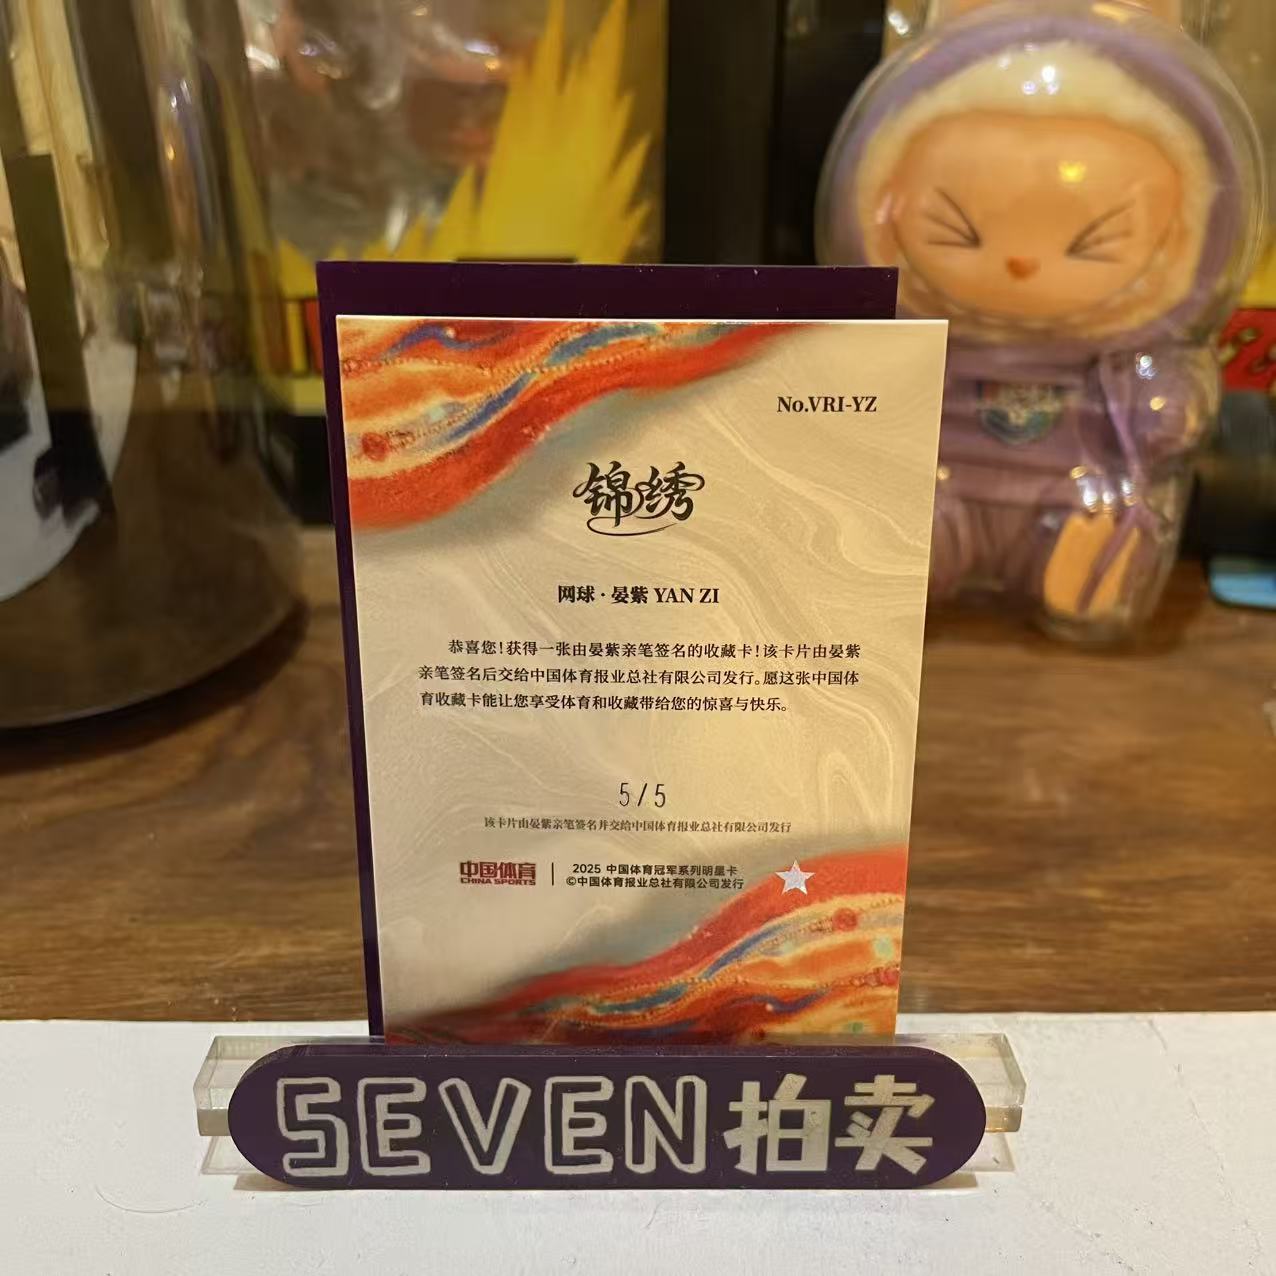 No.VRI-YZ
锦绣
网球·晏紫 YAN ZI
恭喜您！获得一张由晏紫亲笔签名的收藏卡！该卡片由晏紫
亲笔签名后交给中国体育报业总社有限公司发行。愿这张中国体
育收藏卡能让您享受体育和收藏带给您的惊喜与快乐。
5/5
该卡片由晏紫亲笔签名并交给中国体育报业总社有限公司发行
中国体育
CHINA SPORTS
2025 中国体育冠军系列明星卡
©中国体育报业总社有限公司发行
SEVEN拍卖